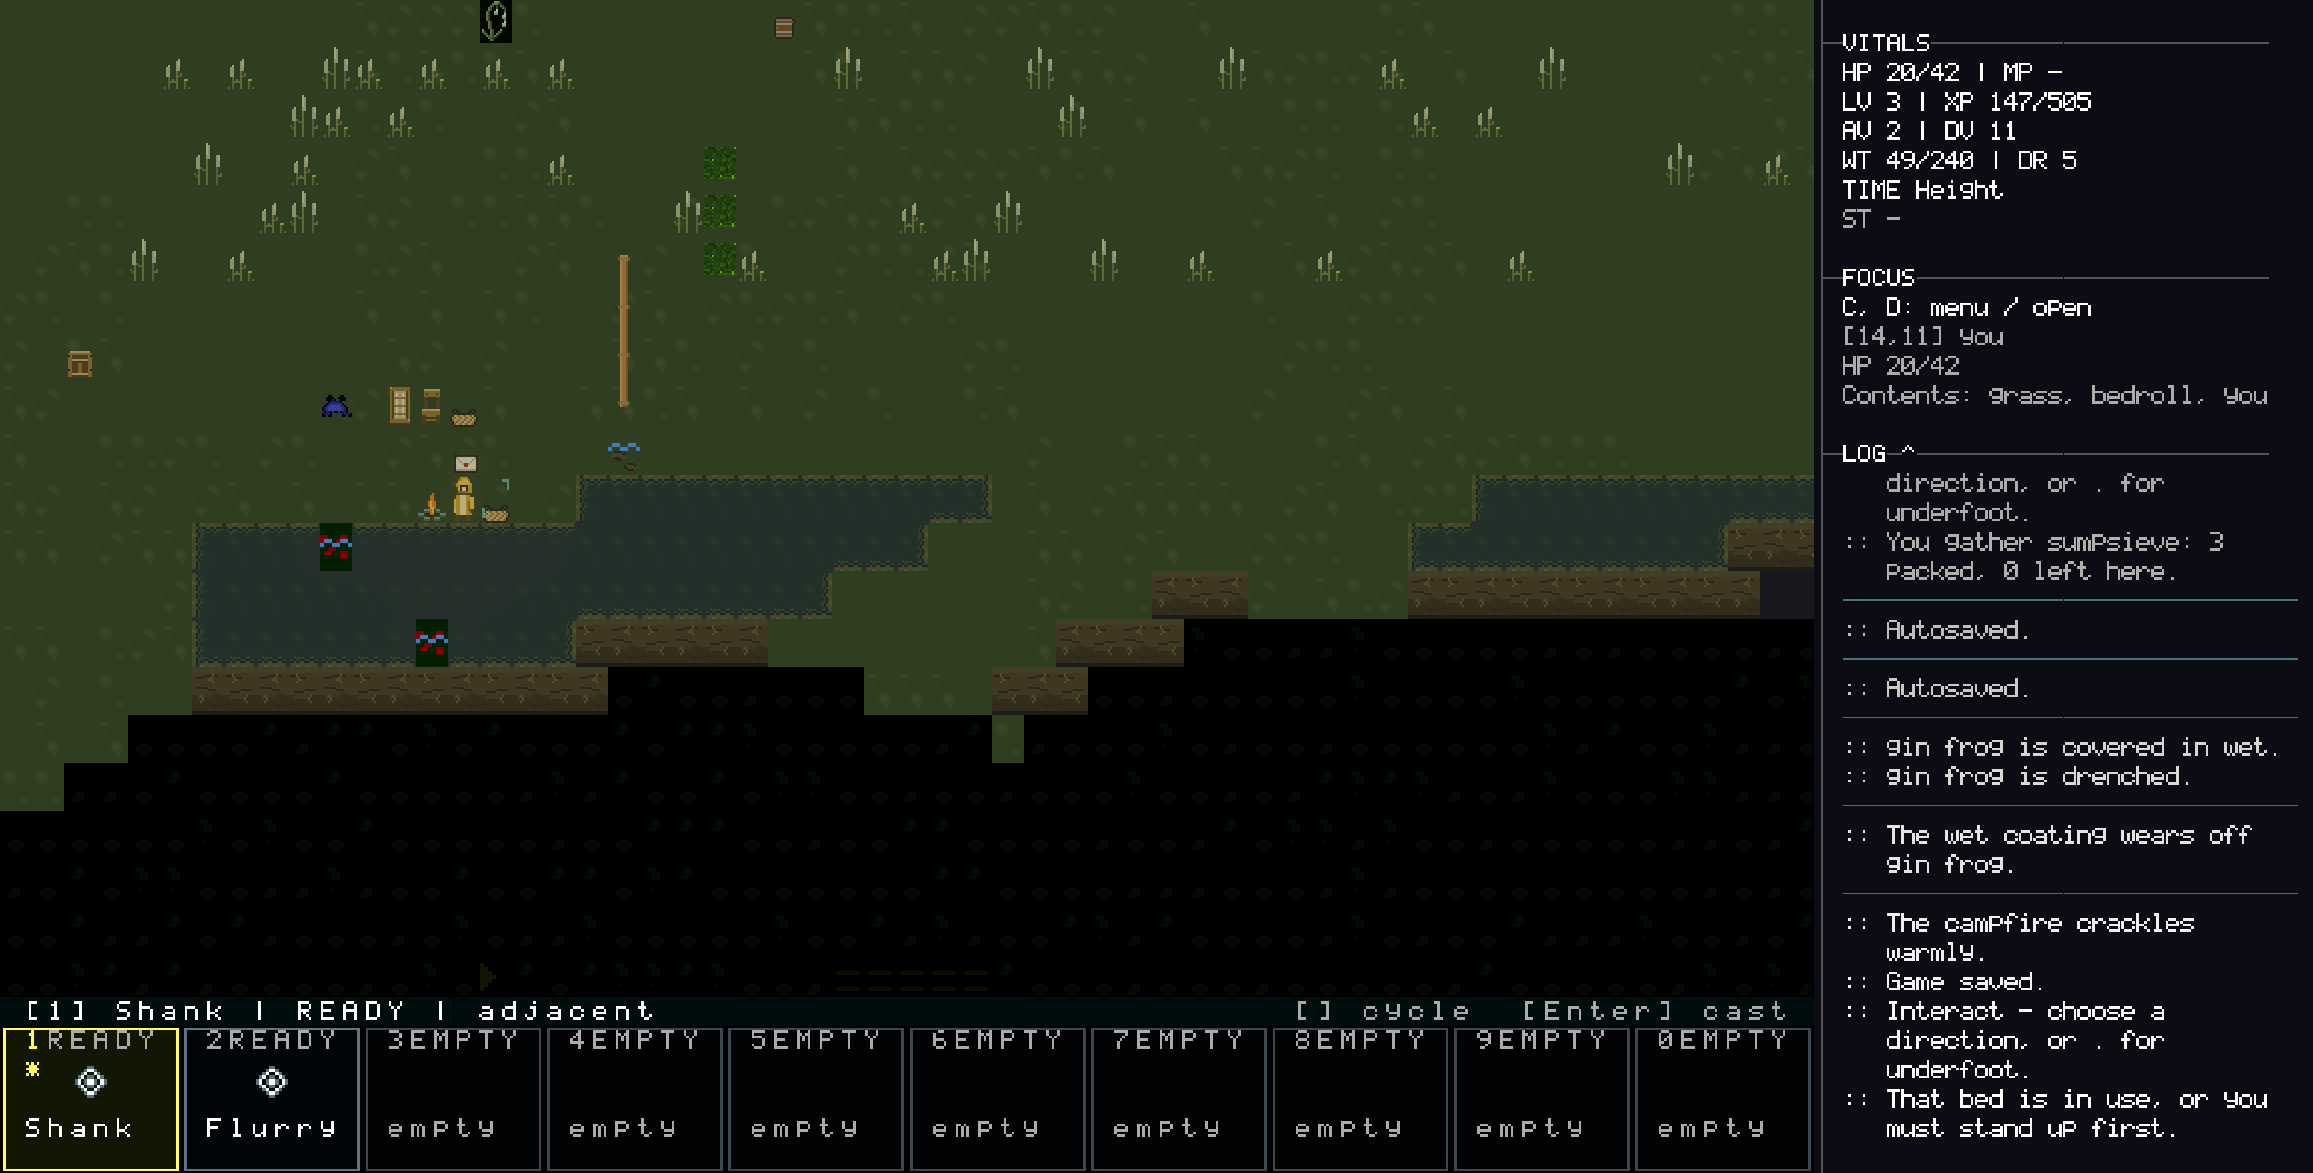 VITALS
HP 20/42 | MP -
LV 3 | XP 147/505
AV 2 | DV 11
WT 49/240 | DR 5
TIME Height
ST -
FOCUS
C, D: menu / open
[14,11] you
HP 20/42
Contents: grass, bedroll, you
LOG ^
direction, or . for
underfoot.
:: You gather sumpsieve: 3
packed, 0 left here.
:: Autosaved.
:: Autosaved.
:: gin frog is covered in wet.
:: gin frog is drenched.
:: The wet coating wears off
gin frog.
:: The campfire crackles
warmly.
:: Game saved.
:: Interact - choose a
direction, or . for
underfoot.
:: That bed is in use, or you
must stand up first.
[1] Shank | READY | adjacent
[] cycle [Enter] cast
1READY 2READY 3EMPTY 4EMPTY 5EMPTY 6EMPTY 7EMPTY 8EMPTY 9EMPTY 0EMPTY
Shank Flurry empty empty empty empty empty empty empty empty